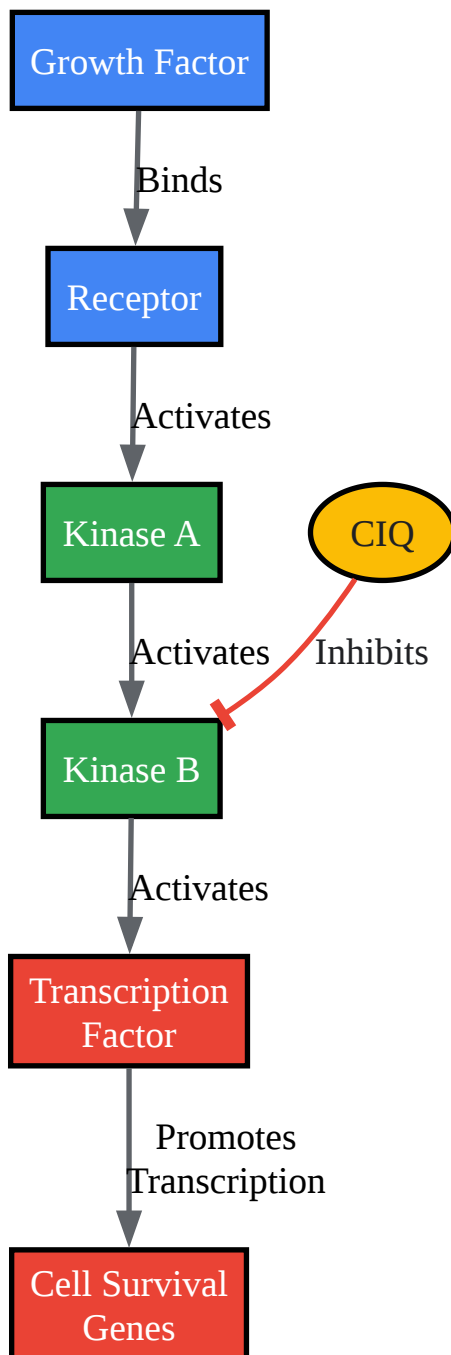 Growth Factor
Binds
Receptor
Activates
Kinase A
CIQ
Activates
Inhibits
Kinase B
Activates
Transcription
Factor
Promotes
Transcription
Cell Survival
Genes